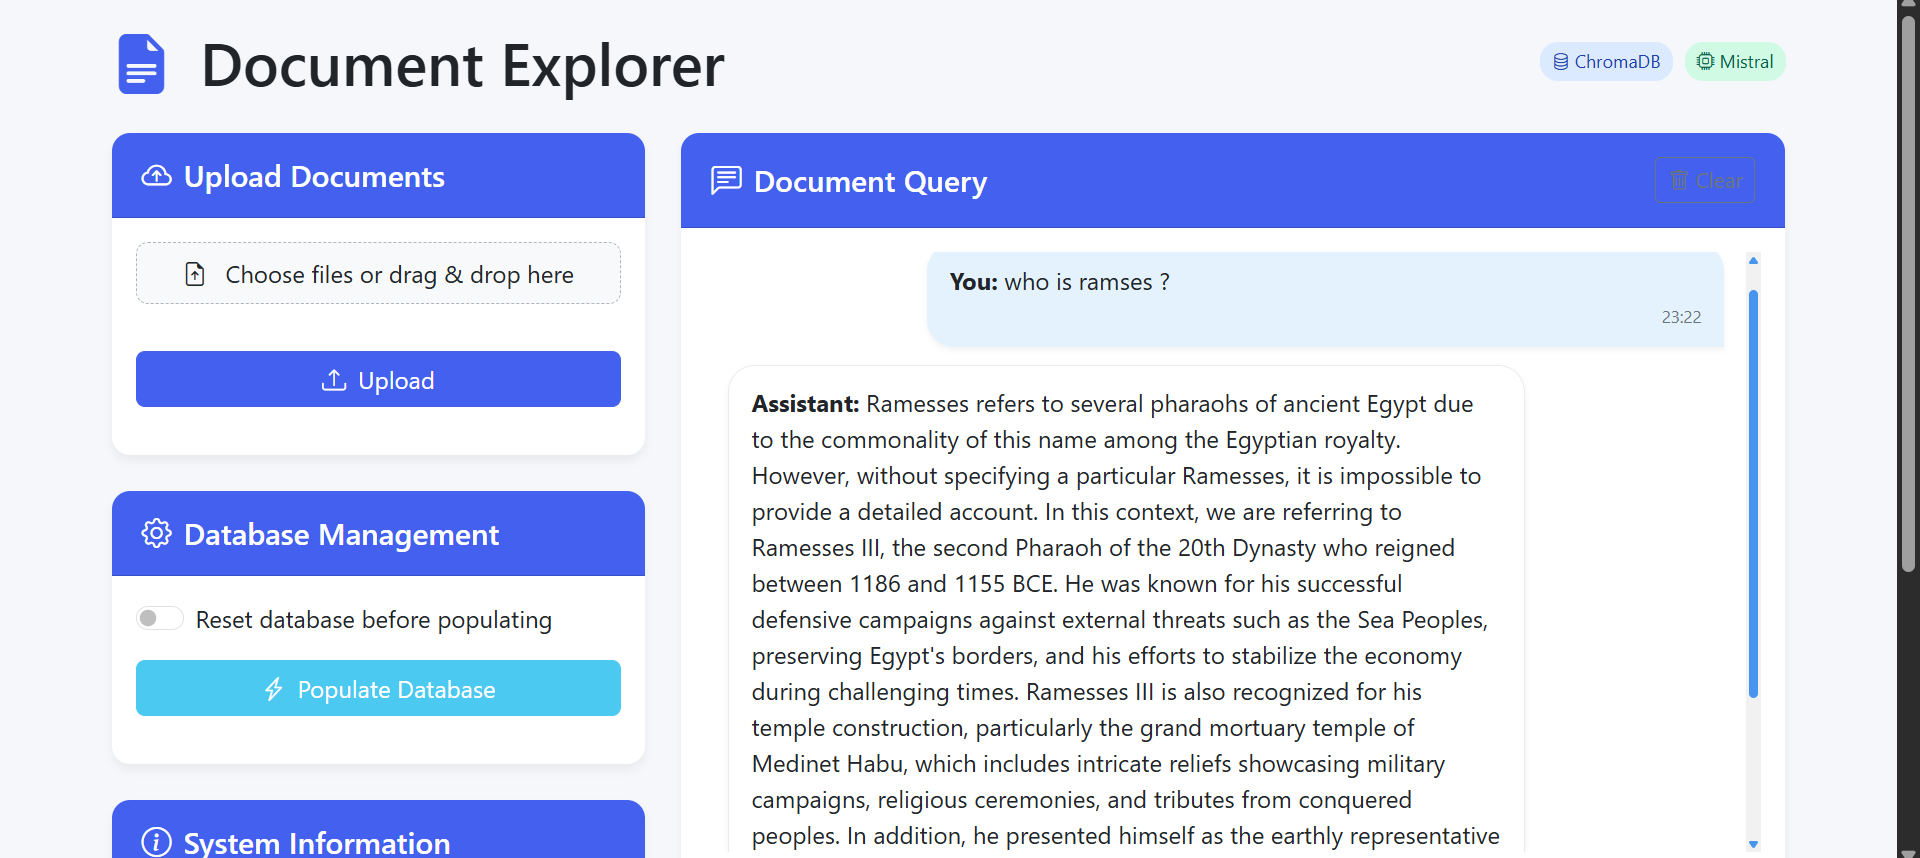 Document Explorer
ChromaDB
Mistral
Upload Documents
Choose files or drag & drop here
Upload
Database Management
Reset database before populating
Populate Database
System Information
Document Query
Clear
You: who is ramses ?
23:22
Assistant: Ramesses refers to several pharaohs of ancient Egypt due
to the commonality of this name among the Egyptian royalty.
However, without specifying a particular Ramesses, it is impossible to
provide a detailed account. In this context, we are referring to
Ramesses III, the second Pharaoh of the 20th Dynasty who reigned
between 1186 and 1155 BCE. He was known for his successful
defensive campaigns against external threats such as the Sea Peoples,
preserving Egypt's borders, and his efforts to stabilize the economy
during challenging times. Ramesses III is also recognized for his
temple construction, particularly the grand mortuary temple of
Medinet Habu, which includes intricate reliefs showcasing military
campaigns, religious ceremonies, and tributes from conquered
peoples. In addition, he presented himself as the earthly representative